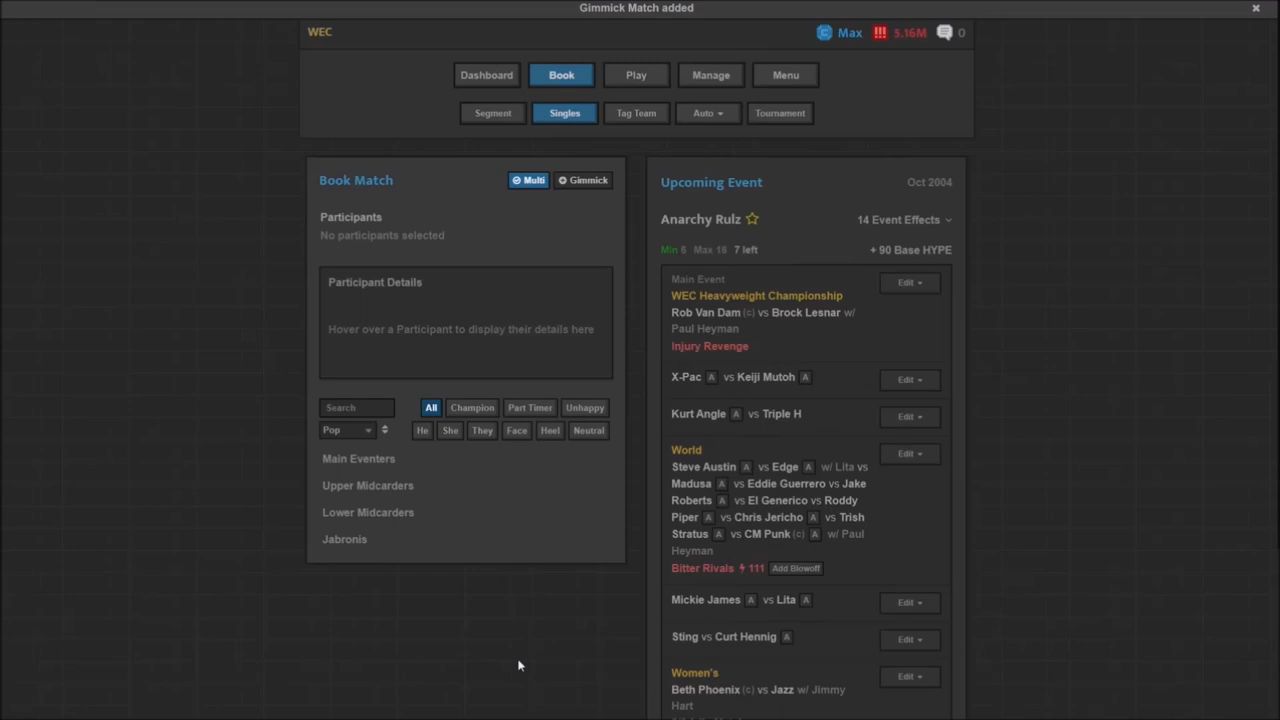 Gimmick Match added
WEC
Max 5.16M 0
Dashboard Book Play Manage Menu
Segment Singles Tag Team Auto Tournament
Book Match
Multi Gimmick
Participants
No participants selected
Participant Details
Hover over a Participant to display their details here
Search All Champion Part Timer Unhappy
Pop He She They Face Heel Neutral
Main Eventers
Upper Midcarders
Lower Midcarders
Jabronis
Upcoming Event Oct 2004
Anarchy Rulz 14 Event Effects
Min 6 Max 16 7 left + 90 Base HYPE
Main Event Edit
WEC Heavyweight Championship
Rob Van Dam (c) vs Brock Lesnar w/
Paul Heyman
Injury Revenge
X-Pac A vs Keiji Mutoh A Edit
Kurt Angle A vs Triple H Edit
World Edit
Steve Austin A vs Edge A w/ Lita vs
Madusa A vs Eddie Guerrero vs Jake
Roberts A vs El Generico vs Roddy
Piper A vs Chris Jericho A vs Trish
Stratus A vs CM Punk (c) A w/ Paul
Heyman
Bitter Rivals 111 Add Blowoff
Mickie James A vs Lita A Edit
Sting vs Curt Hennig A Edit
Women's Edit
Beth Phoenix (c) vs Jazz w/ Jimmy
Hart